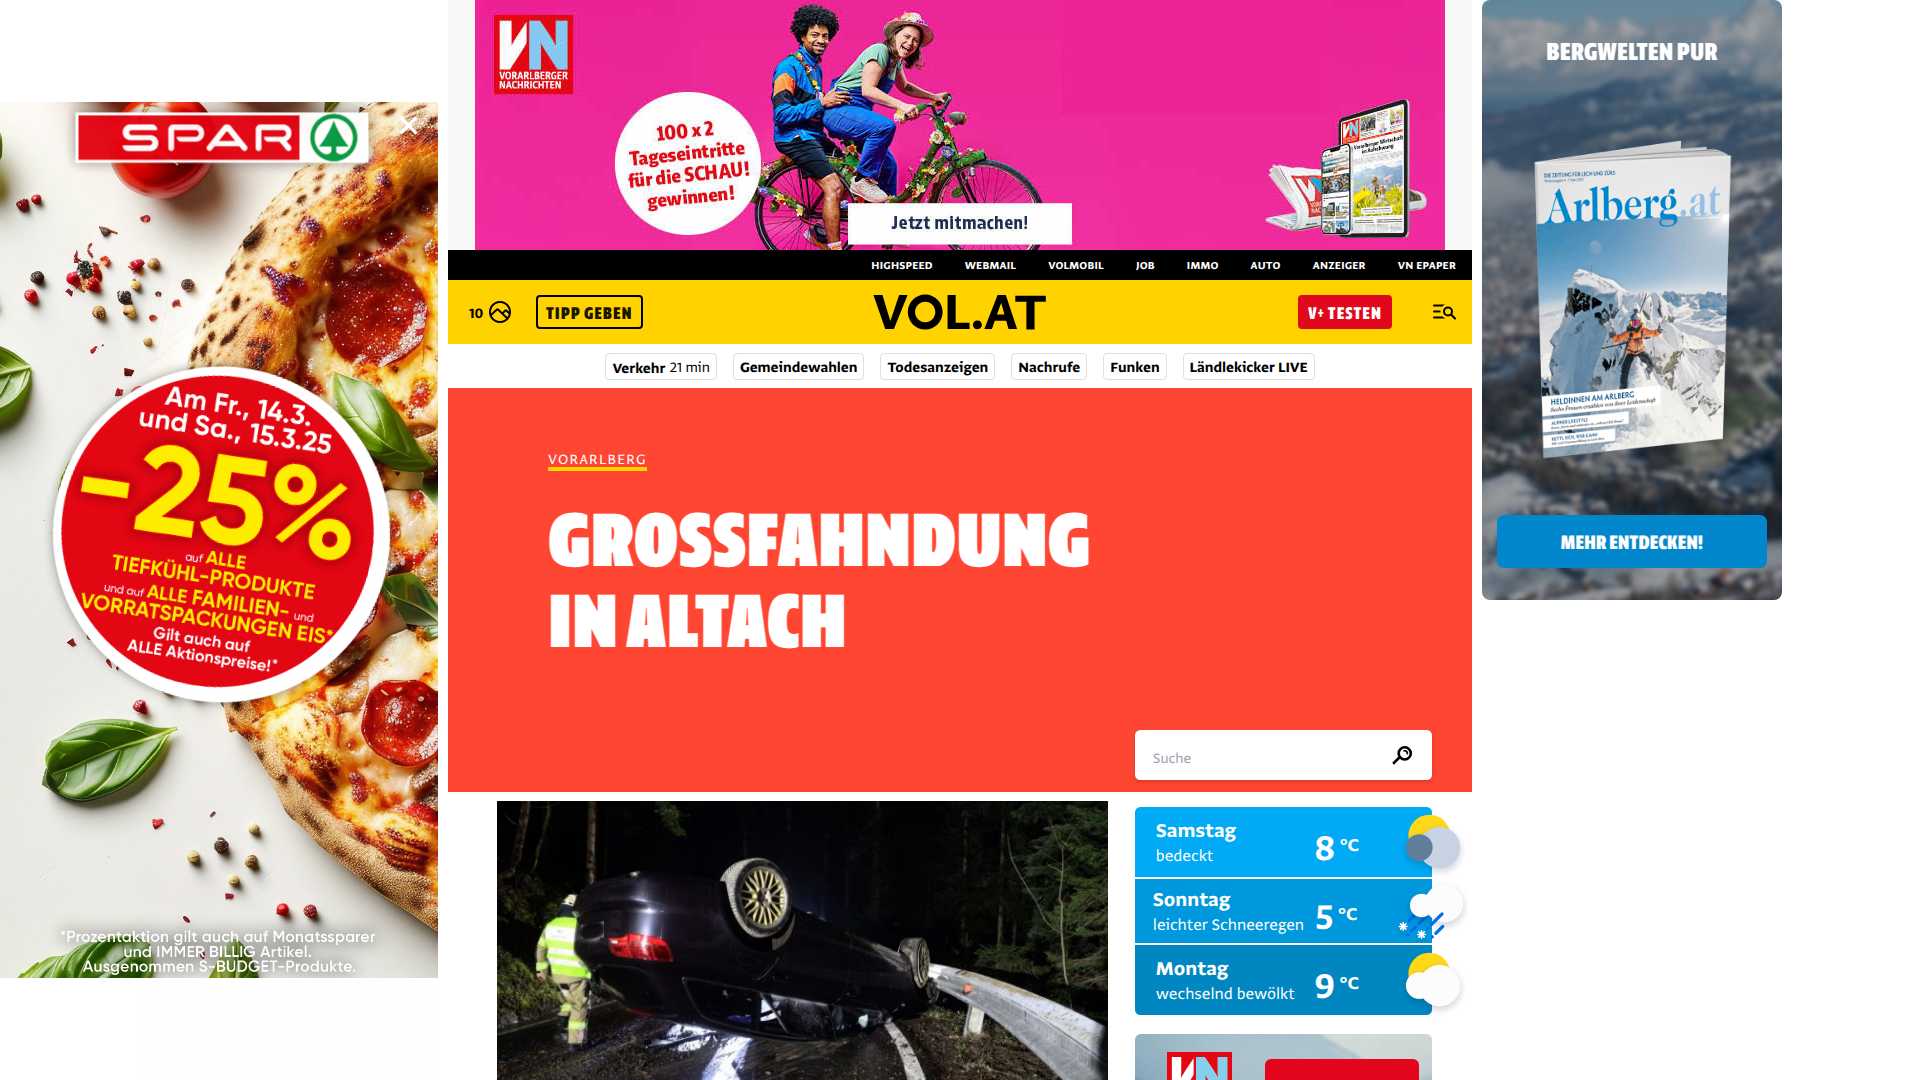 VN
VORARLBERGER
NACHRICHTEN
100 x 2
Tageseintritte
für die SCHAU!
gewinnen!
Jetzt mitmachen!
BERGWELTEN PUR
Arlberg.at
HELDINNEN AM ARLBERG
MEHR ENTDECKEN!
SPAR
Am Fr., 14.3.
und Sa., 15.3.25
-25%
auf ALLE
TIEFKÜHL-PRODUKTE
und auf ALLE FAMILIEN- und
VORRATSPACKUNGEN EIS*
Gilt auch auf
ALLE Aktionspreise!*
*Prozentaktion gilt auch auf Monatssparer
und IMMER BILLIG Artikel.
Ausgenommen S-BUDGET-Produkte.
HIGHSPEED WEBMAIL VOLMOBIL JOB IMMO AUTO ANZEIGER VN EPAPER
10 TIPP GEBEN VOL.AT V+ TESTEN
Verkehr 21 min Gemeindewahlen Todesanzeigen Nachrufe Funken Ländlekicker LIVE
VORARLBERG
GROSSFAHNDUNG
IN ALTACH
Suche
Samstag
bedeckt
8 °C
Sonntag
leichter Schneeregen
5 °C
Montag
wechselnd bewölkt
9 °C
VN